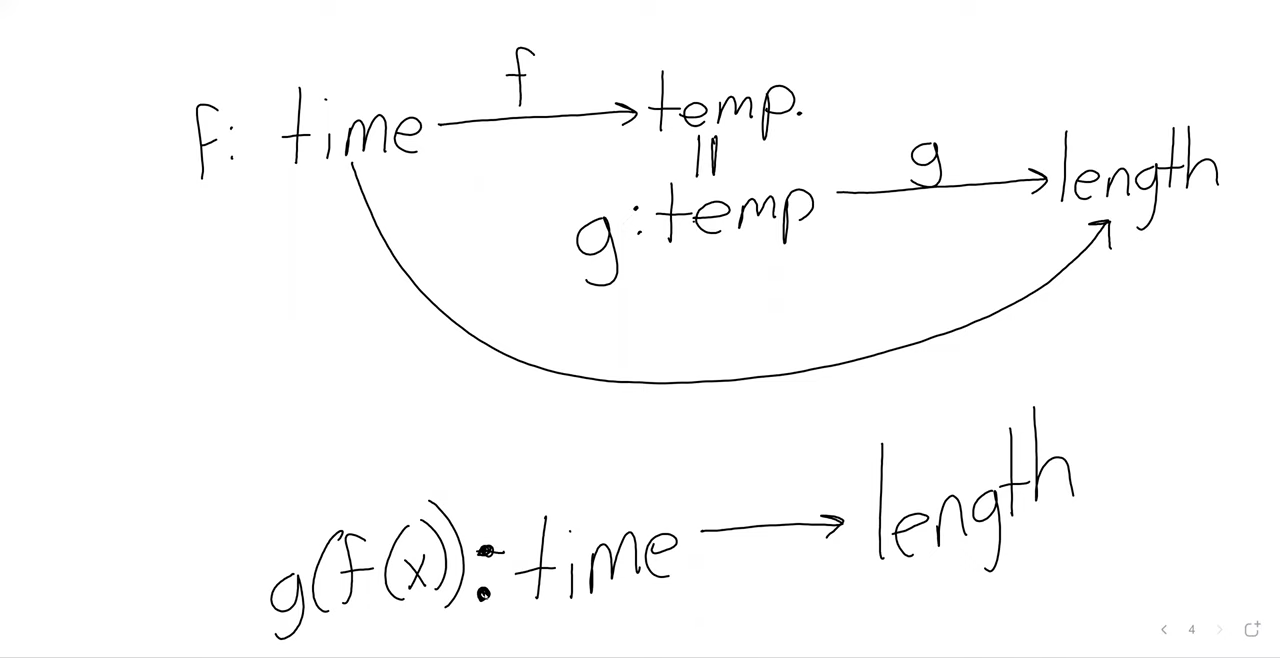 f
f: time → temp.
||
g
g: temp → length
g(f(x)): time → length
< 4 >